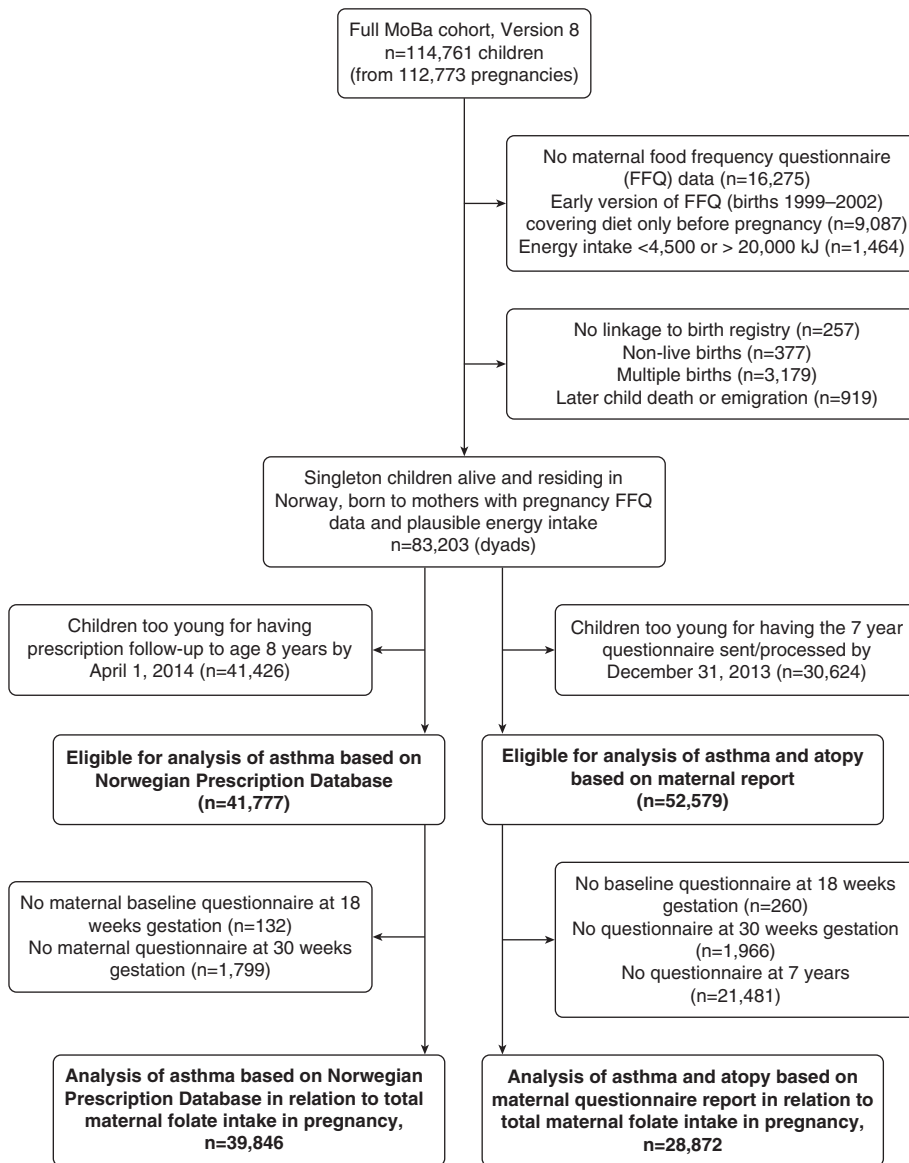 Full MoBa cohort, Version 8
n=114,761 children
(from 112,773 pregnancies)
No maternal food frequency questionnaire
(FFQ) data (n=16,275)
Early version of FFQ (births 1999–2002)
covering diet only before pregnancy (n=9,087)
Energy intake <4,500 or > 20,000 kJ (n=1,464)
No linkage to birth registry (n=257)
Non-live births (n=377)
Multiple births (n=3,179)
Later child death or emigration (n=919)
Singleton children alive and residing in
Norway, born to mothers with pregnancy FFQ
data and plausible energy intake
n=83,203 (dyads)
Children too young for having
prescription follow-up to age 8 years by
April 1, 2014 (n=41,426)
Children too young for having the 7 year
questionnaire sent/processed by
December 31, 2013 (n=30,624)
Eligible for analysis of asthma based on
Norwegian Prescription Database
(n=41,777)
Eligible for analysis of asthma and atopy
based on maternal report
(n=52,579)
No maternal baseline questionnaire at 18
weeks gestation (n=132)
No maternal questionnaire at 30 weeks
gestation (n=1,799)
No baseline questionnaire at 18 weeks
gestation (n=260)
No questionnaire at 30 weeks gestation
(n=1,966)
No questionnaire at 7 years
(n=21,481)
Analysis of asthma based on Norwegian
Prescription Database in relation to total
maternal folate intake in pregnancy,
n=39,846
Analysis of asthma and atopy based on
maternal questionnaire report in relation to
total maternal folate intake in pregnancy,
n=28,872